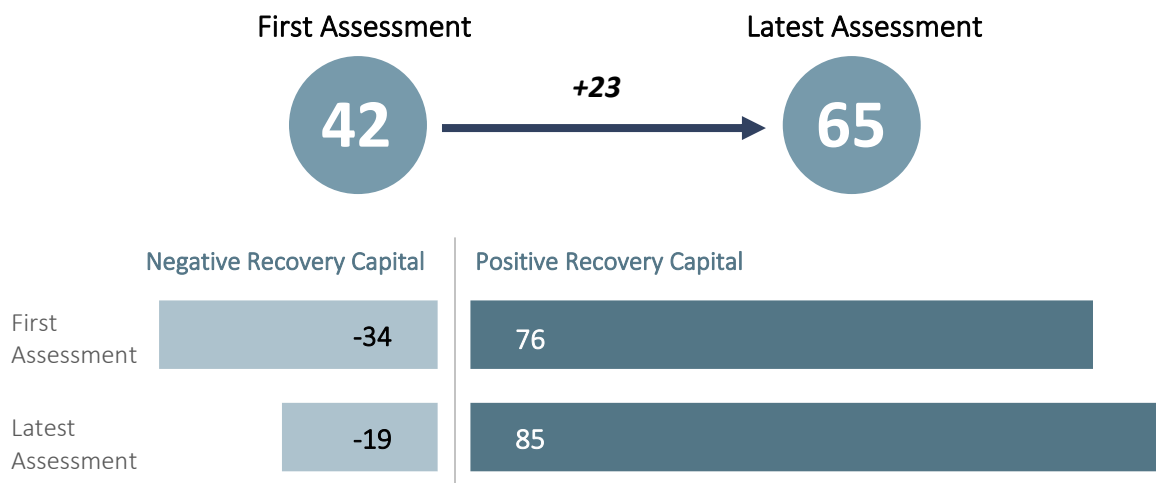 First Assessment
Latest Assessment
+23
42
65
Negative Recovery Capital
Positive Recovery Capital
First
Assessment
-34
76
Latest
Assessment
-19
85